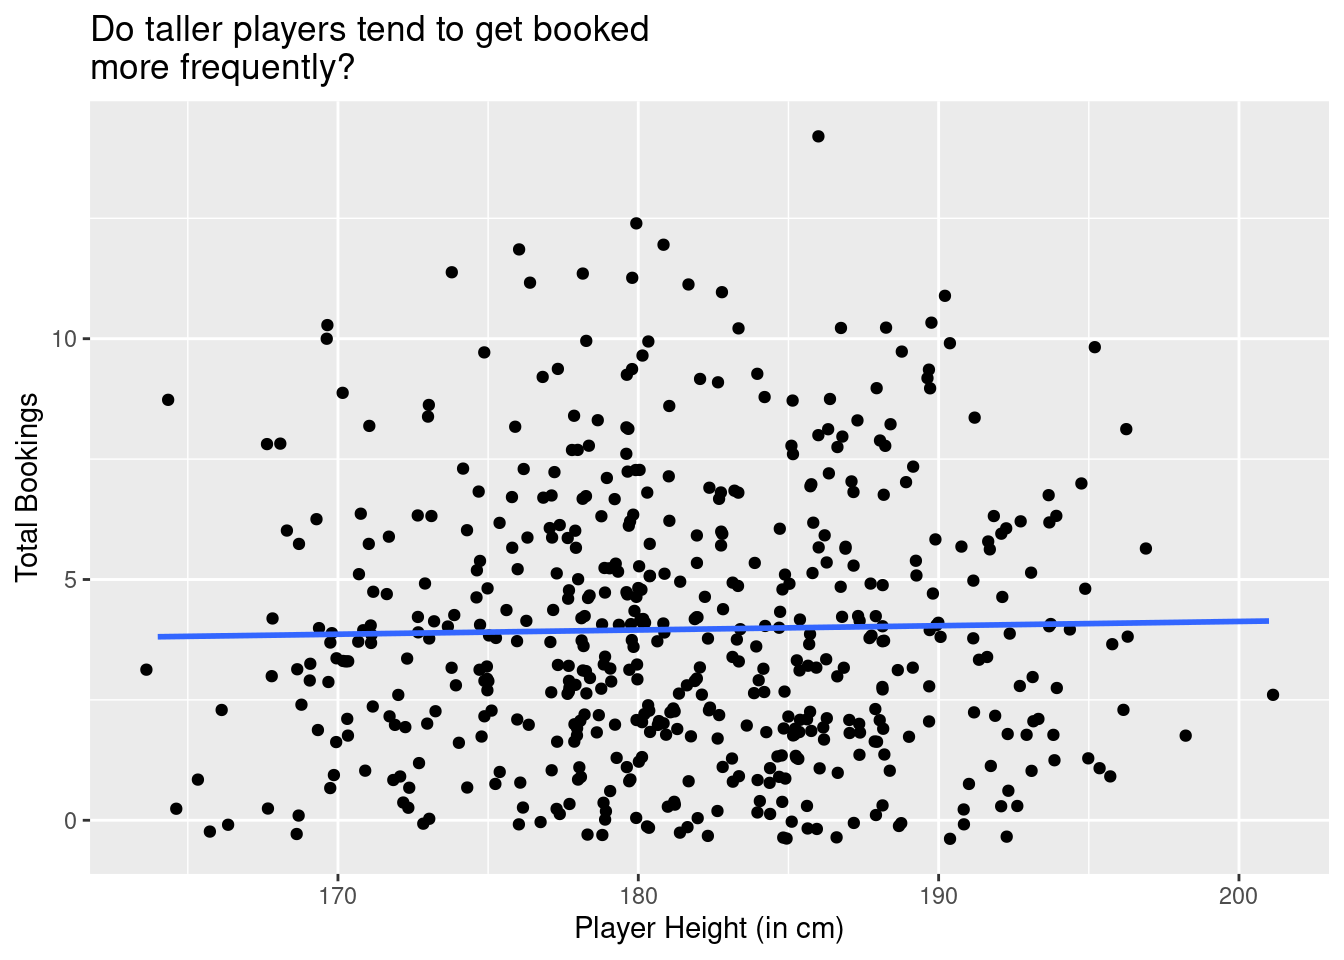 Do taller players tend to get booked
more frequently?
Total Bookings
10
5
0
170
180
190
200
Player Height (in cm)